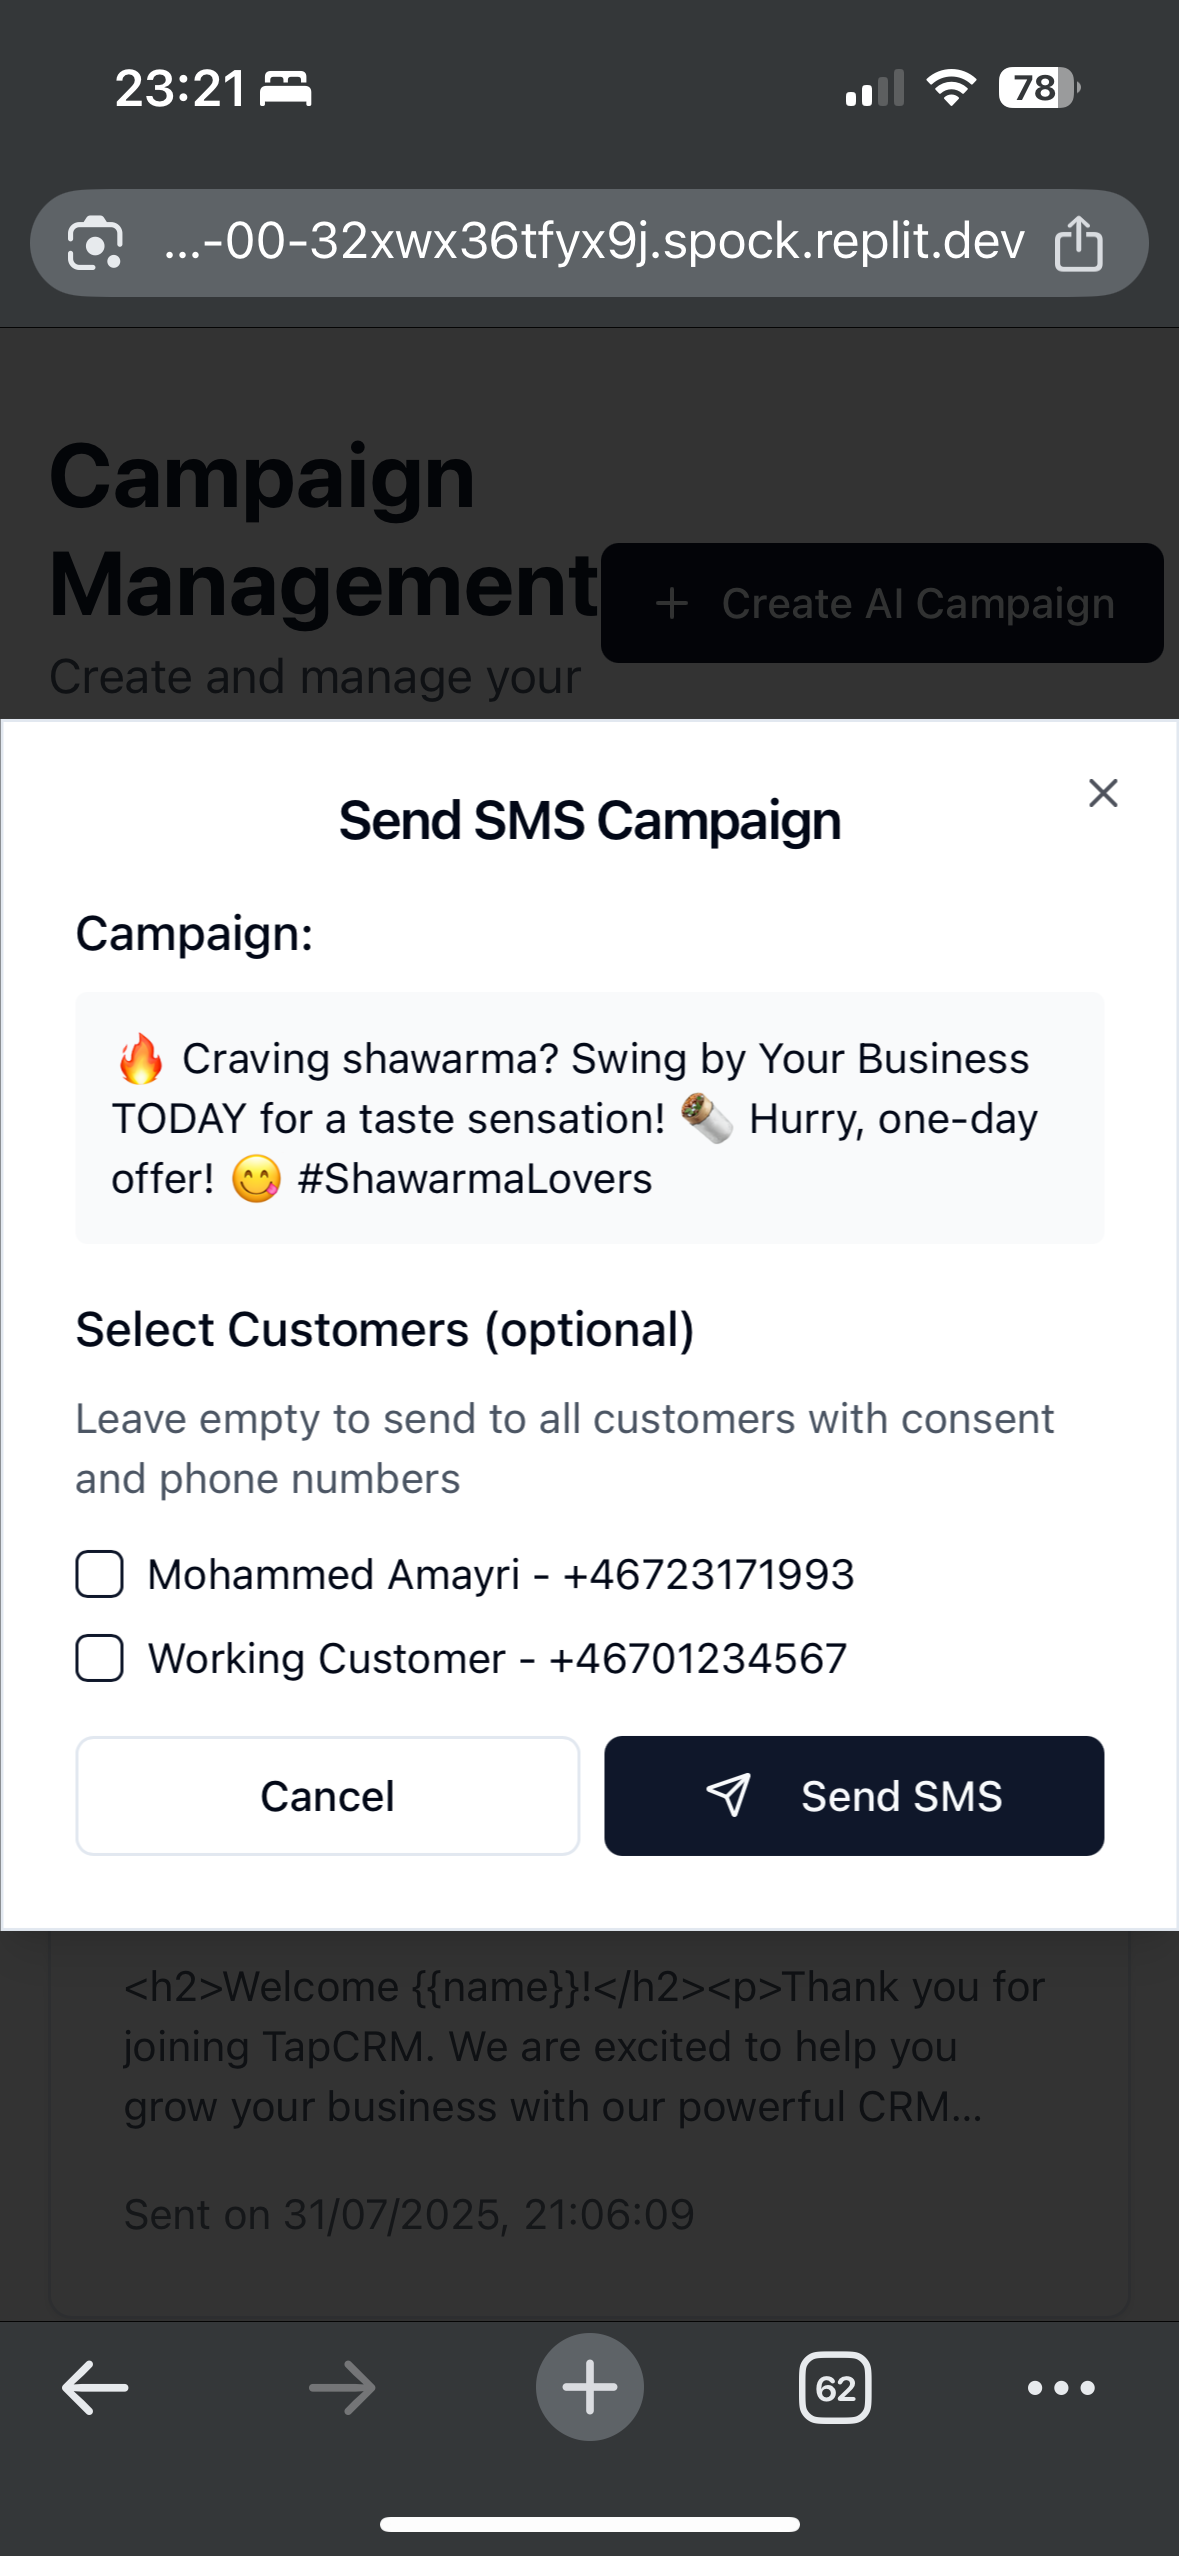 23:21
78
...-00-32xwx36tfyx9j.spock.replit.dev
Campaign
Management
+ Create AI Campaign
Create and manage your
Send SMS Campaign
Campaign:
🔥 Craving shawarma? Swing by Your Business
TODAY for a taste sensation! 🌯 Hurry, one-day
offer! 😋 #ShawarmaLovers
Select Customers (optional)
Leave empty to send to all customers with consent
and phone numbers
Mohammed Amayri - +46723171993
Working Customer - +46701234567
Cancel
Send SMS
<h2>Welcome {{name}}!</h2><p>Thank you for
joining TapCRM. We are excited to help you
grow your business with our powerful CRM...
Sent on 31/07/2025, 21:06:09
62